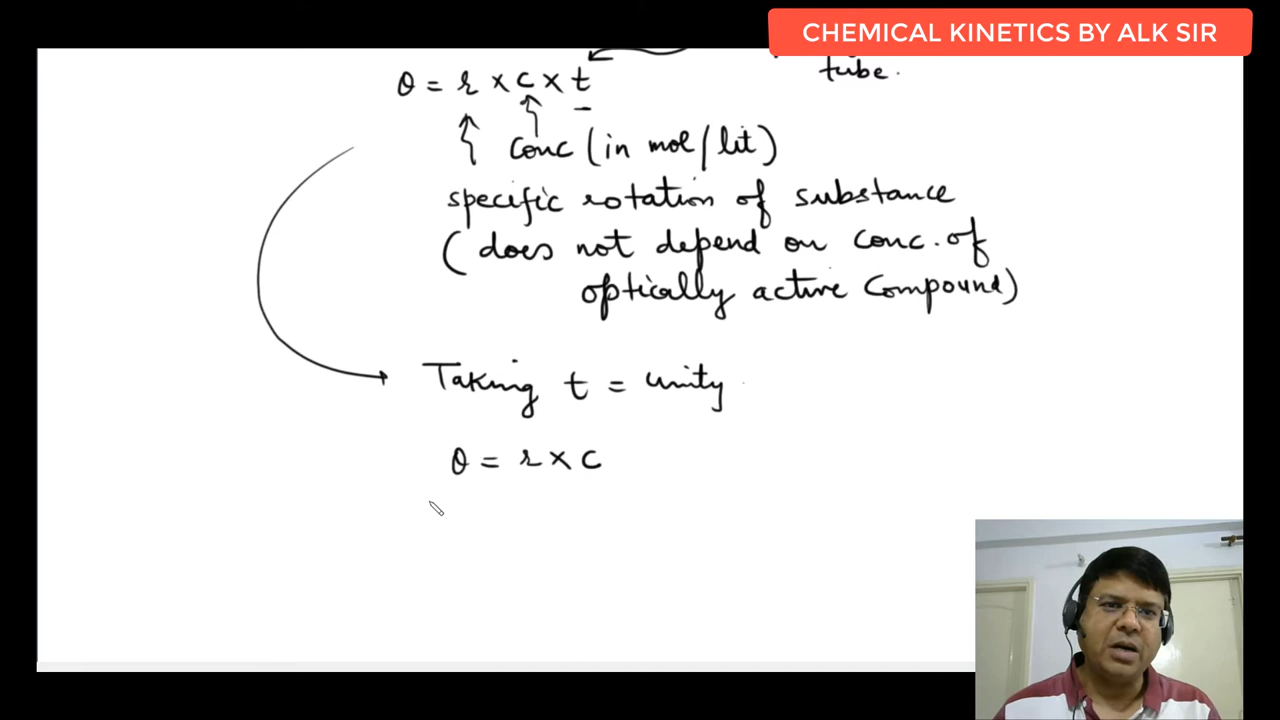 CHEMICAL KINETICS BY ALK SIR
θ = r × c × t
tube.
conc (in mol/lit)
specific rotation of substance
(does not depend on conc. of
optically active compound)
Taking t = unity
θ = r × c